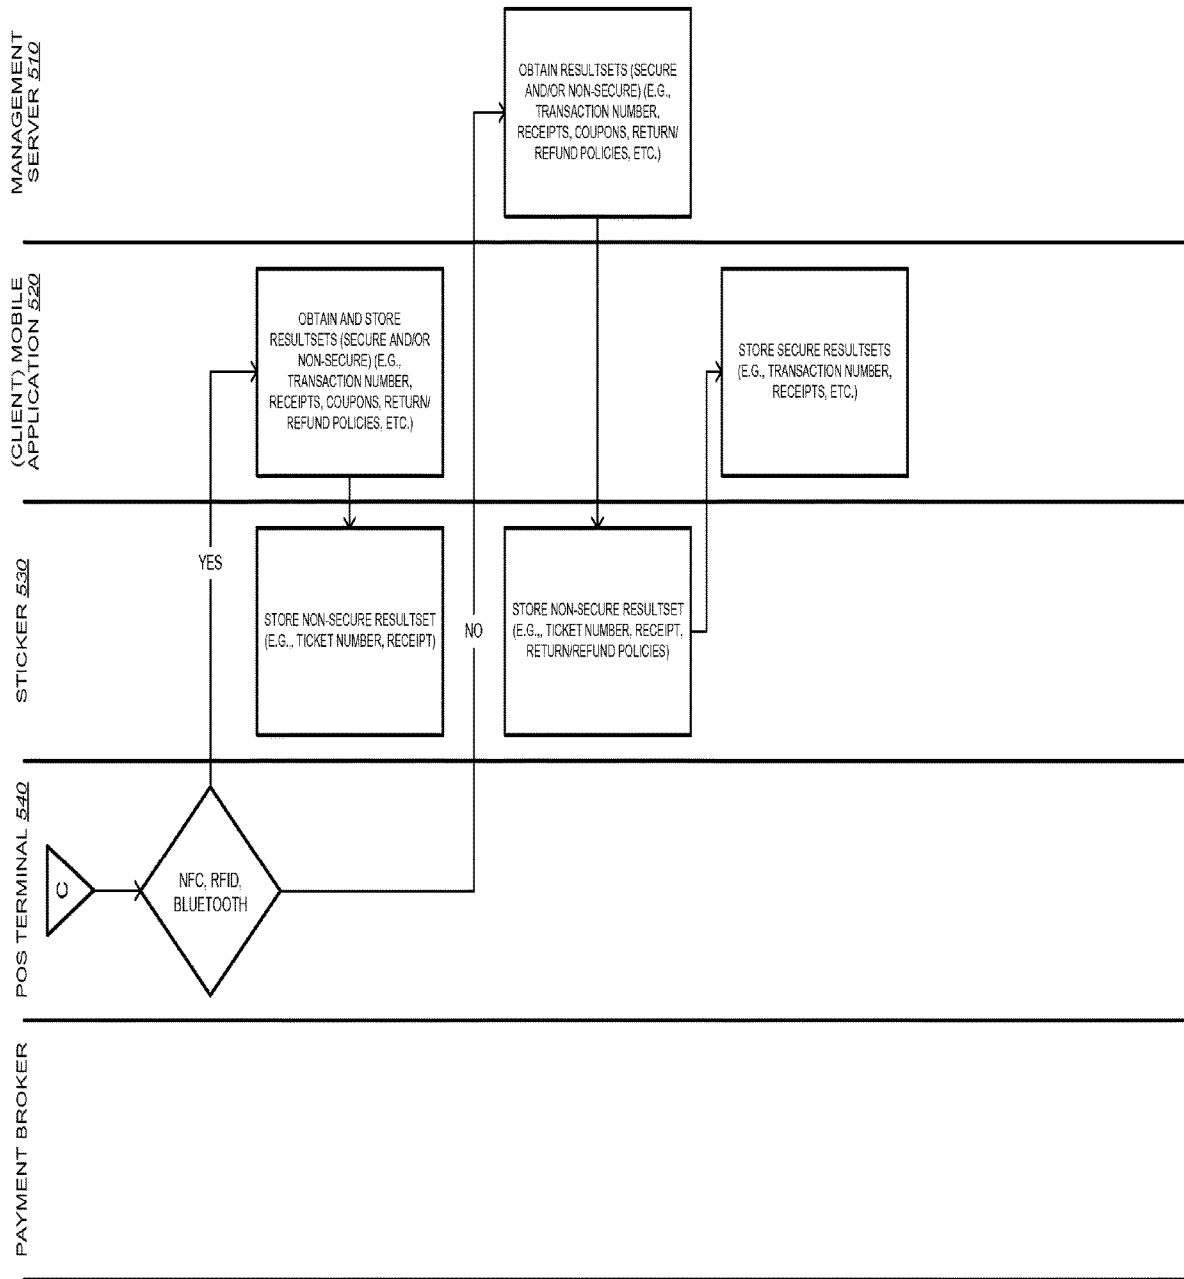 MANAGEMENT
SERVER 510
OBTAIN RESULTSETS (SECURE
AND/OR NON-SECURE) (E.G.,
TRANSACTION NUMBER,
RECEIPTS, COUPONS, RETURN/
REFUND POLICIES, ETC.)
(CLIENT) MOBILE
APPLICATION 520
OBTAIN AND STORE
RESULTSETS (SECURE AND/OR
NON-SECURE) (E.G.,
TRANSACTION NUMBER,
RECEIPTS, COUPONS, RETURN/
REFUND POLICIES, ETC.)
STORE SECURE RESULTSETS
(E.G., TRANSACTION NUMBER,
RECEIPTS, ETC.)
STICKER 530
YES
STORE NON-SECURE RESULTSET
(E.G.,, TICKET NUMBER, RECEIPT)
NO
STORE NON-SECURE RESULTSET
(E.G.,, TICKET NUMBER, RECEIPT,
RETURN/REFUND POLICIES)
POS TERMINAL 540
C
NFC, RFID,
BLUETOOTH
PAYMENT BROKER